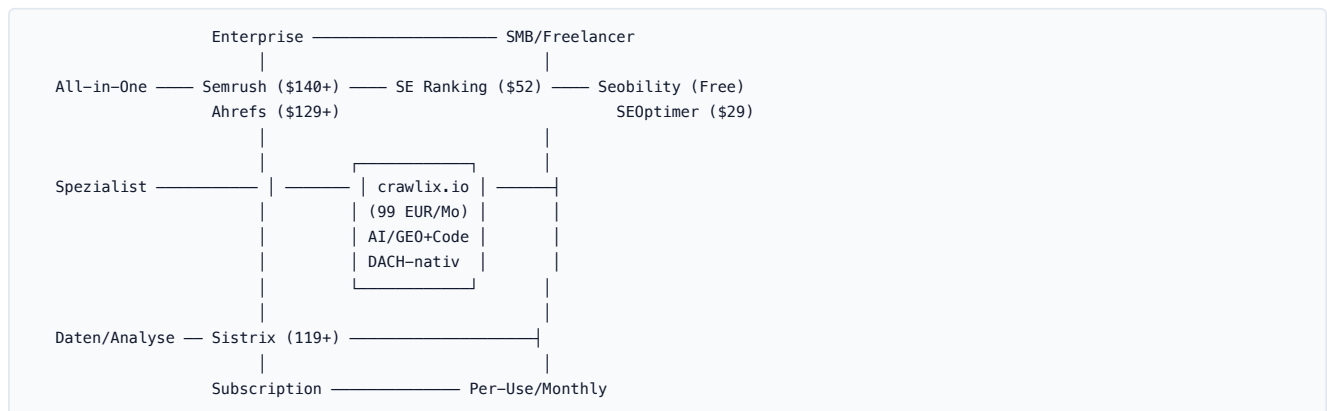 Enterprise ——————————————————— SMB/Freelancer
All-in-One ———— Semrush ($140+) ———— SE Ranking ($52) ———— Seobility (Free)
Ahrefs ($129+) SEOptimer ($29)
Spezialist ——————————— │ ——————— │ crawlix.io │ ——————┤
│ (99 EUR/Mo) │
│ AI/GEO+Code │
│ DACH-nativ │
Daten/Analyse —— Sistrix (119+) ————————————————————┤
Subscription —————————————— Per-Use/Monthly